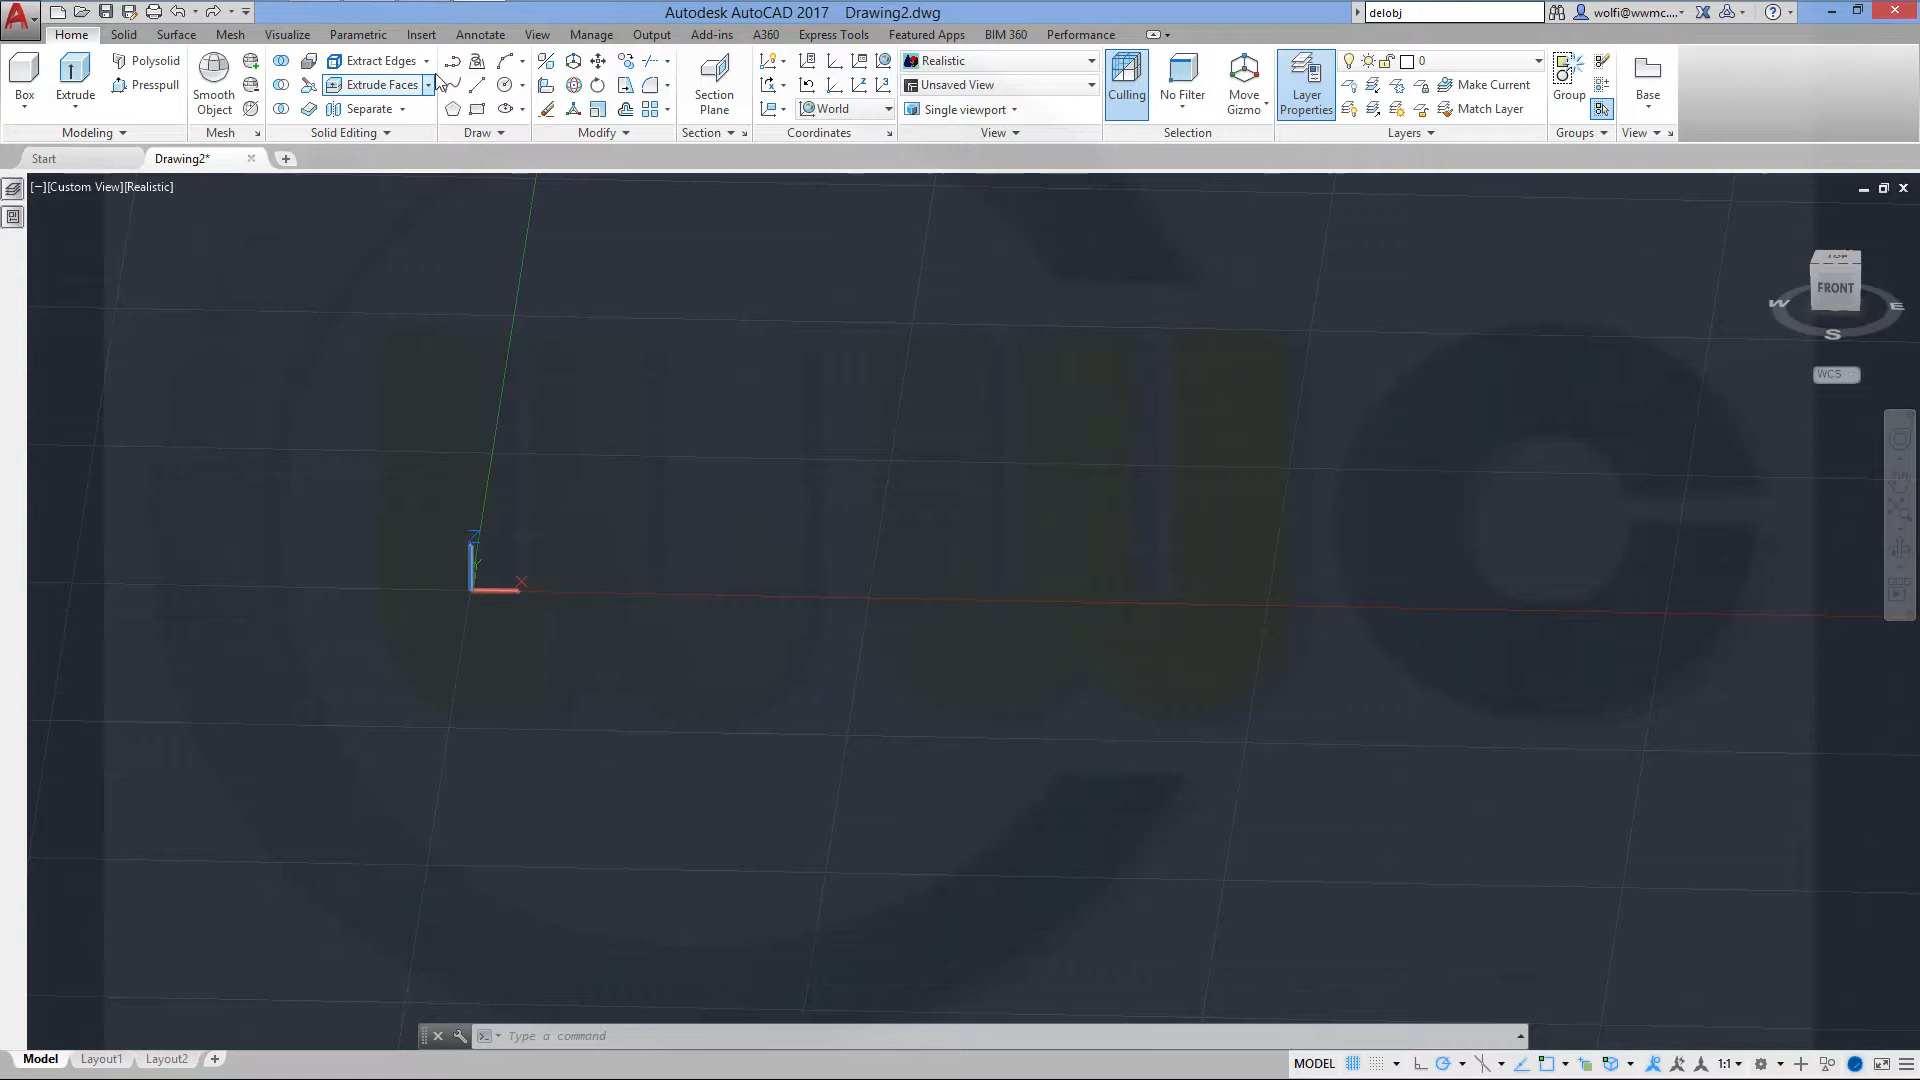 Autodesk AutoCAD 2017 Drawing2.dwg
delobj
wolfi@wwmc....
Home Solid Surface Mesh Visualize Parametric Insert Annotate View Manage Output Add-ins A360 Express Tools Featured Apps BIM 360 Performance
Box
Extrude
Polysolid
Presspull
Smooth
Object
Extract Edges
Extrude Faces
Separate
World
Section
Plane
Realistic
Unsaved View
Single viewport
Culling
No Filter
Move
Gizmo
Layer
Properties
0
Make Current
Match Layer
Group
Base
Modeling Mesh Solid Editing Draw Modify Section Coordinates View Selection Layers Groups View
Start Drawing2*
[−][Custom View][Realistic]
TOP
FRONT
W
E
S
WCS
Z
Y
X
Type a command
Model Layout1 Layout2
MODEL
1:1